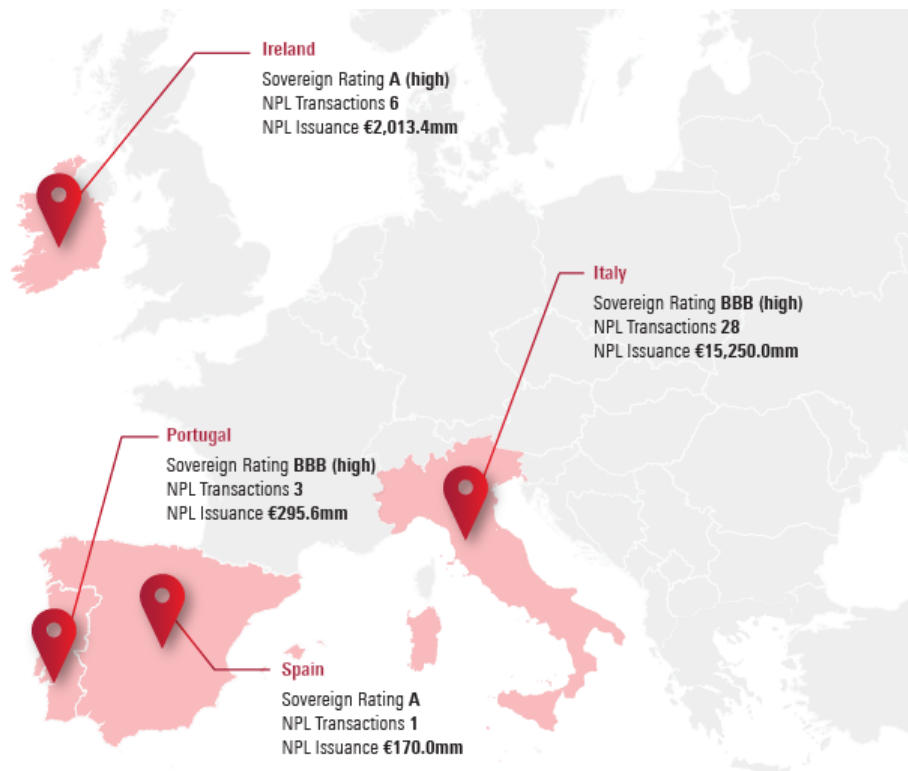 Ireland
Sovereign Rating A (high)
NPL Transactions 6
NPL Issuance €2,013.4mm
Italy
Sovereign Rating BBB (high)
NPL Transactions 28
NPL Issuance €15,250.0mm
Portugal
Sovereign Rating BBB (high)
NPL Transactions 3
NPL Issuance €295.6mm
Spain
Sovereign Rating A
NPL Transactions 1
NPL Issuance €170.0mm